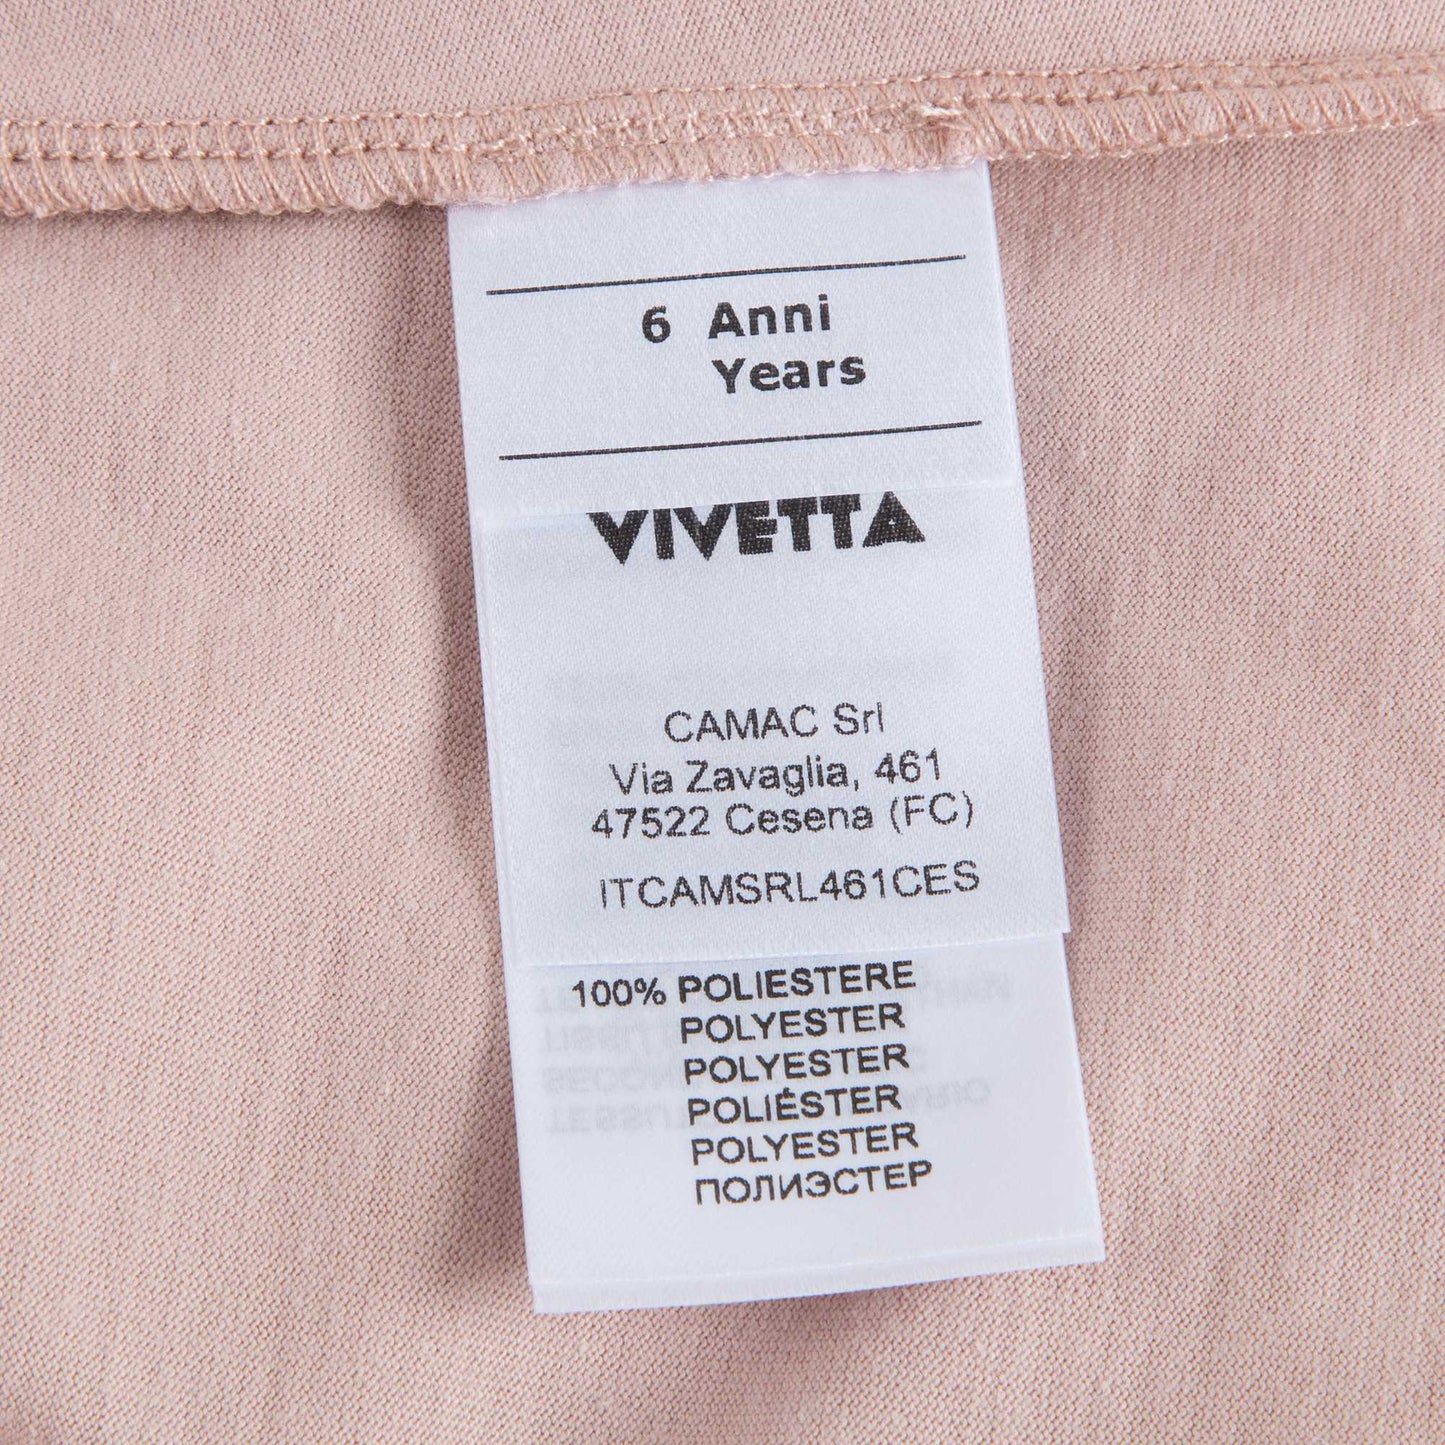 6 Anni
Years
VIVETTA
CAMAC Srl
Via Zavaglia, 461
47522 Cesena (FC)
ITCAMSRL461CES
100% POLIESTERE
POLYESTER
POLYESTER
POLIÉSTER
POLYESTER
ПОЛИЭСТЕР